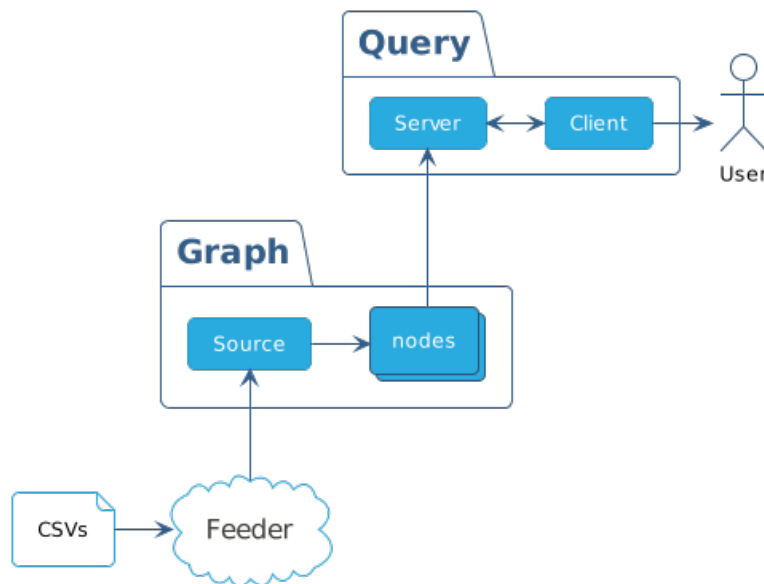 Query
Server
Client
User
Graph
Source
nodes
CSVs
Feeder